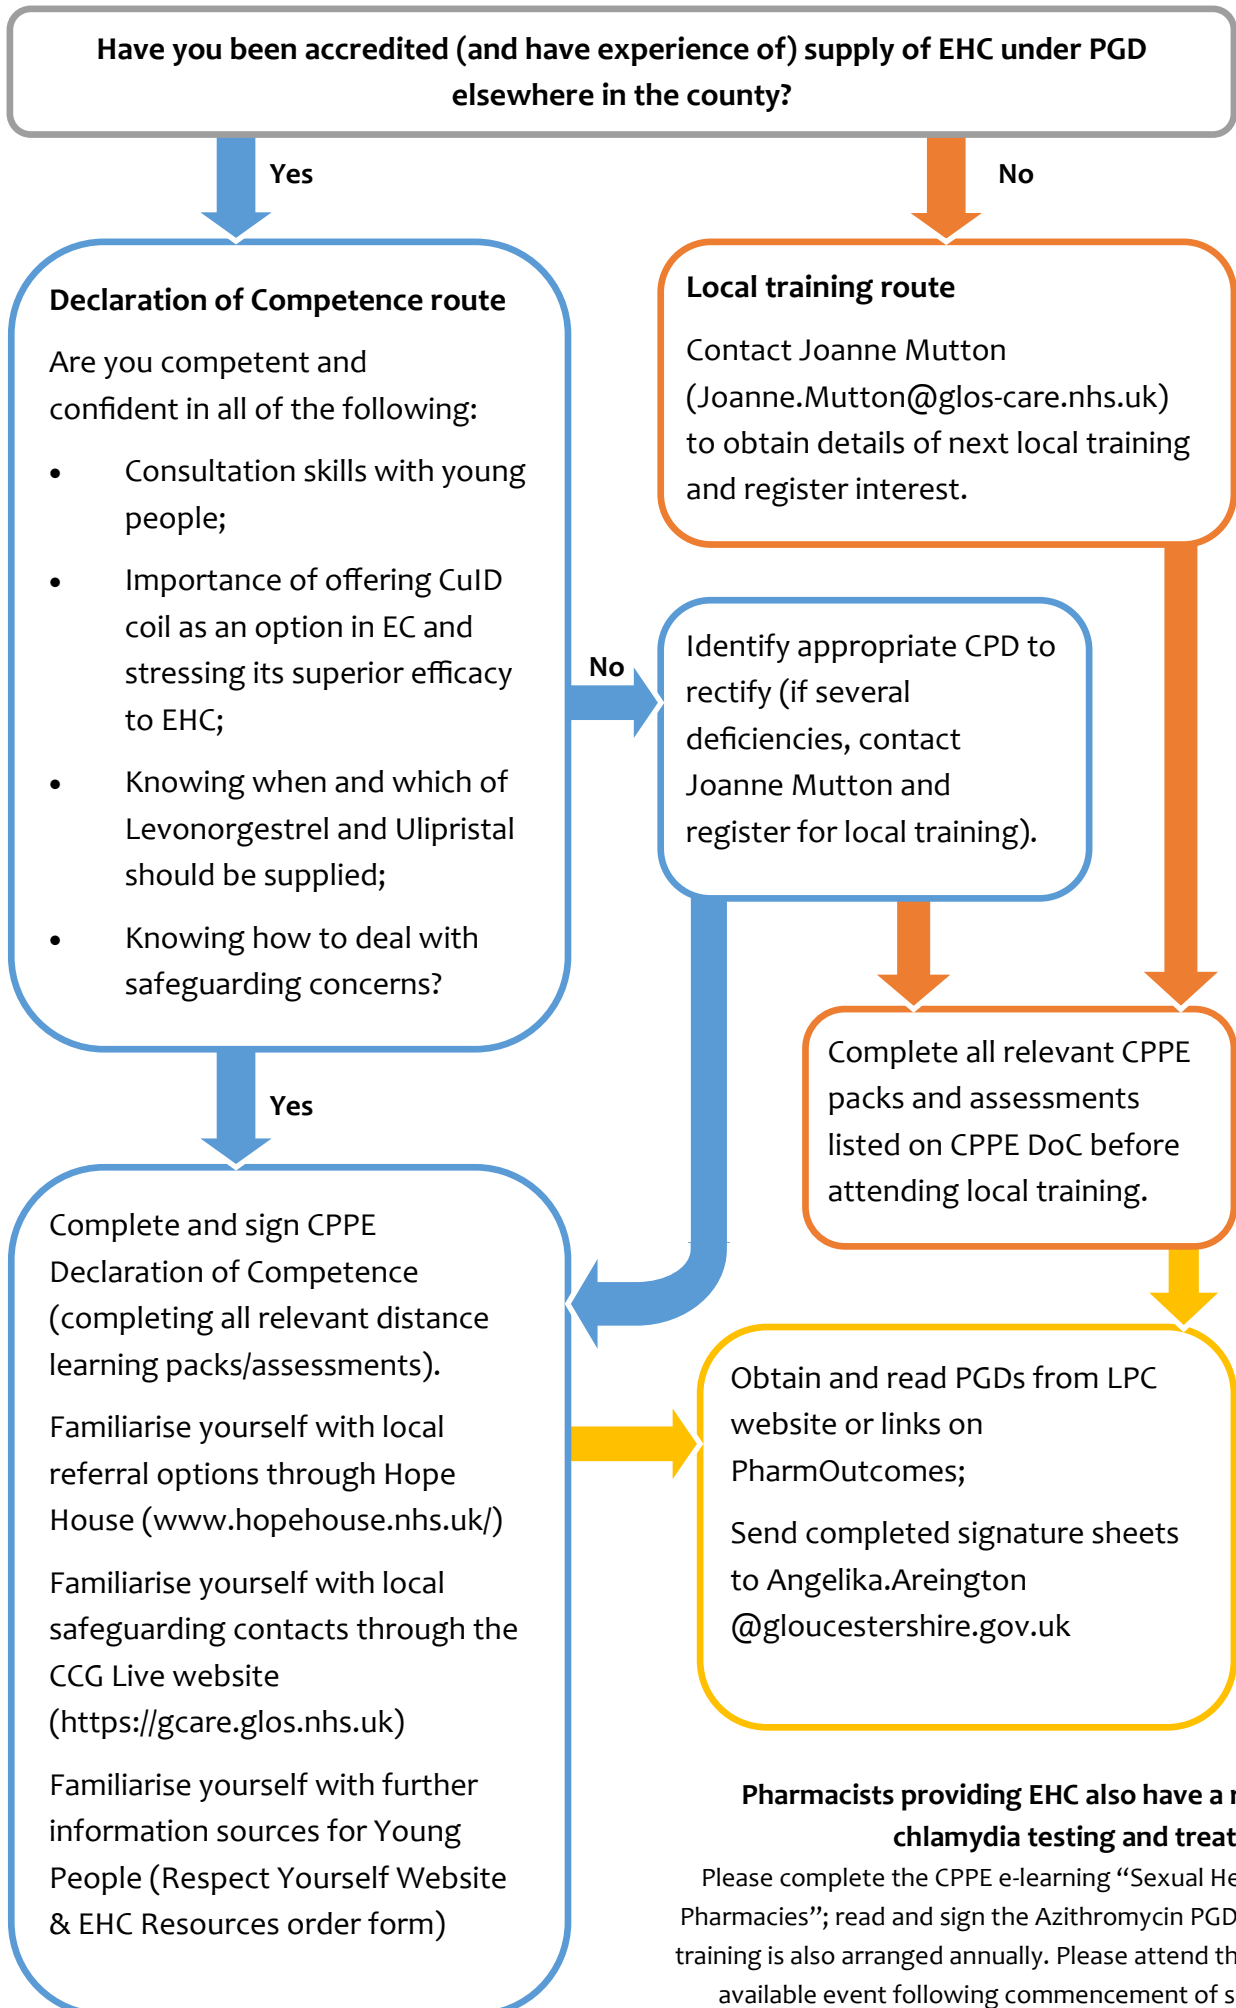 Have you been accredited (and have experience of) supply of EHC under PGD
elsewhere in the county?
Yes
No
Declaration of Competence route
Are you competent and
confident in all of the following:
• Consultation skills with young
people;
• Importance of offering CuID
coil as an option in EC and
stressing its superior efficacy
to EHC;
• Knowing when and which of
Levonorgestrel and Ulipristal
should be supplied;
• Knowing how to deal with
safeguarding concerns?
Local training route
Contact Joanne Mutton
(Joanne.Mutton@glos-care.nhs.uk)
to obtain details of next local training
and register interest.
No
Identify appropriate CPD to
rectify (if several
deficiencies, contact
Joanne Mutton and
register for local training).
Yes
Complete all relevant CPPE
packs and assessments
listed on CPPE DoC before
attending local training.
Complete and sign CPPE
Declaration of Competence
(completing all relevant distance
learning packs/assessments).
Familiarise yourself with local
referral options through Hope
House (www.hopehouse.nhs.uk/)
Familiarise yourself with local
safeguarding contacts through the
CCG Live website
(https://gcare.glos.nhs.uk)
Familiarise yourself with further
information sources for Young
People (Respect Yourself Website
& EHC Resources order form)
Obtain and read PGDs from LPC
website or links on
PharmOutcomes;
Send completed signature sheets
to Angelika.Areington
@gloucestershire.gov.uk
Pharmacists providing EHC also have a
chlamydia testing and
Please complete the CPPE e-learning “Sexual
Pharmacies”; read and sign the Azithromycin PGD
training is also arranged annually. Please attend
available event following commencement of